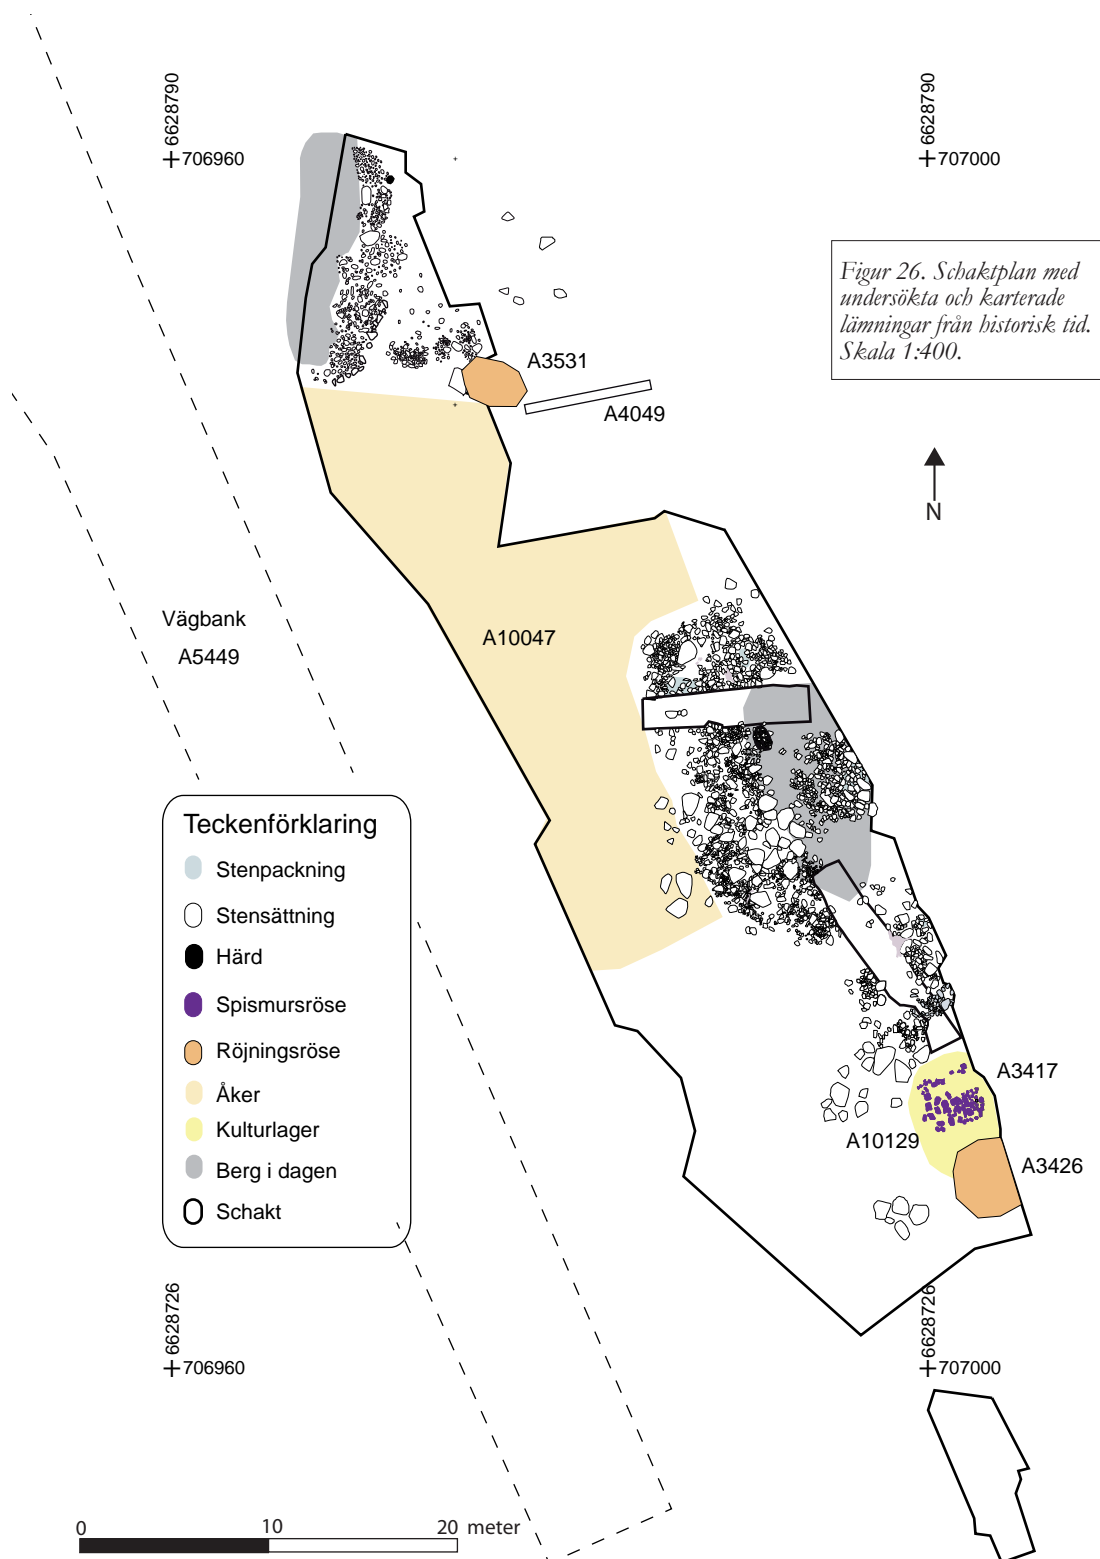 6628790
706960
6628790
707000
Figur 26. Schaktplan med
undersökta och karterade
lämningar från historisk tid.
Skala 1:400.
A3531
A4049
N
Vägbank
A5449
A10047
Teckenförklaring
Stenpackning
Stensättning
Härd
Spismursröse
Röjningsröse
Åker
Kulturlager
Berg i dagen
Schakt
A3417
A10129
A3426
6628726
706960
6628726
707000
0 10 20 meter